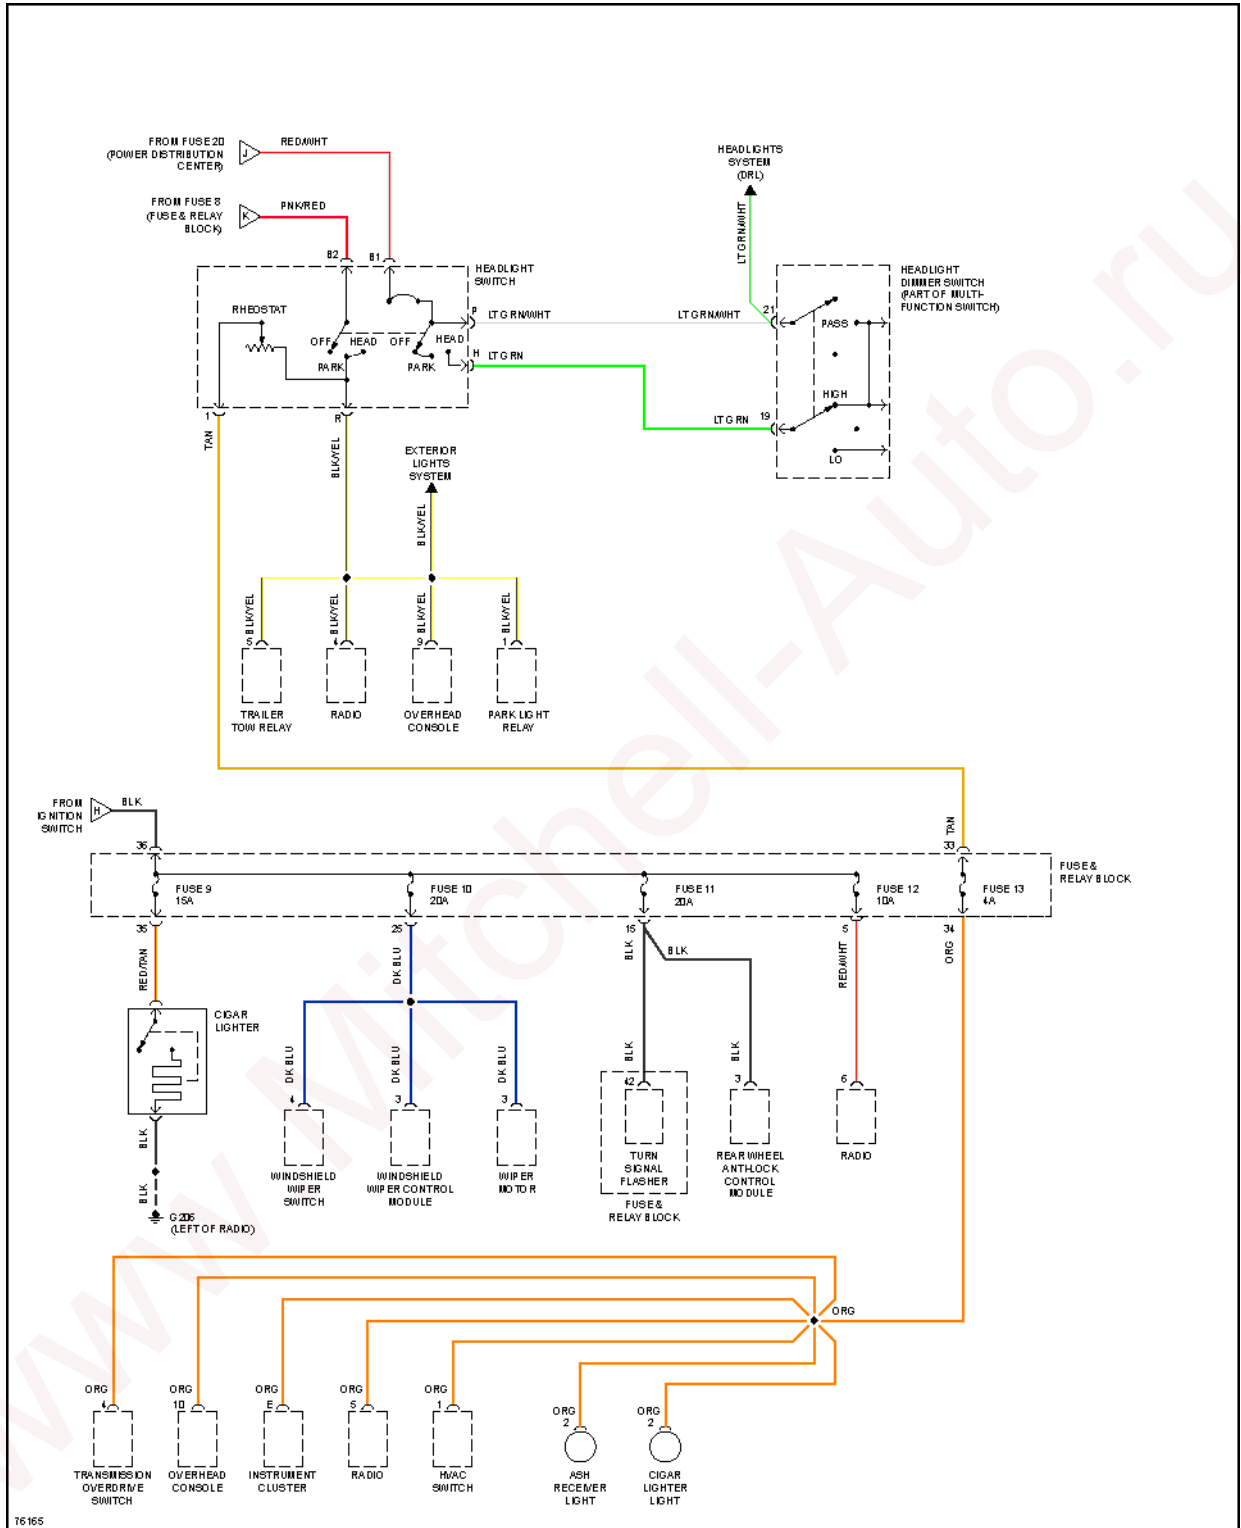 FROM FUSE 20
(POWER DISTRIBUTION
CENTER)
J
RED/WHT
FROM FUSE 8
(FUSE & RELAY
BLOCK)
K
PNK/RED
B2
B1
HEADLIGHT
SWITCH
RHEOSTAT
OFF
HEAD
PARK
OFF
HEAD
PARK
P
LT GRN/WHT
LT GRN/WHT
H
LT GRN
LT GRN
HEADLIGHTS
SYSTEM
(DRL)
LT GRN/WHT
21
19
HEADLIGHT
DIMMER SWITCH
(PART OF MULTI-
FUNCTION SWITCH)
PASS
HIGH
LO
1
R
TAN
BLK/YEL
EXTERIOR
LIGHTS
SYSTEM
BLK/YEL
BLK/YEL
BLK/YEL
BLK/YEL
BLK/YEL
5
4
9
1
TRAILER
TOW RELAY
RADIO
OVERHEAD
CONSOLE
PARK LIGHT
RELAY
FROM
IGNITION
SWITCH
H
BLK
36
33
TAN
FUSE &
RELAY BLOCK
FUSE 9
15A
FUSE 10
20A
FUSE 11
20A
FUSE 12
10A
FUSE 13
4A
35
25
15
5
34
RED/TAN
DK BLU
BLK
BLK
RED/WHT
ORG
CIGAR
LIGHTER
DK BLU
DK BLU
DK BLU
BLK
BLK
4
3
3
42
3
6
WINDSHIELD
WIPER
SWITCH
WINDSHIELD
WIPER CONTROL
MODULE
WIPER
MOTOR
TURN
SIGNAL
FLASHER
FUSE &
RELAY BLOCK
REAR WHEEL
ANTI-LOCK
CONTROL
MODULE
RADIO
BLK
BLK
G205
(LEFT OF RADIO)
ORG
ORG
ORG
ORG
ORG
ORG
ORG
ORG
4
10
E
5
1
2
2
TRANSMISSION
OVERDRIVE
SWITCH
OVERHEAD
CONSOLE
INSTRUMENT
CLUSTER
RADIO
HVAC
SWITCH
ASH
RECEIVER
LIGHT
CIGAR
LIGHTER
LIGHT
76165
www.Mitchell-Auto.ru